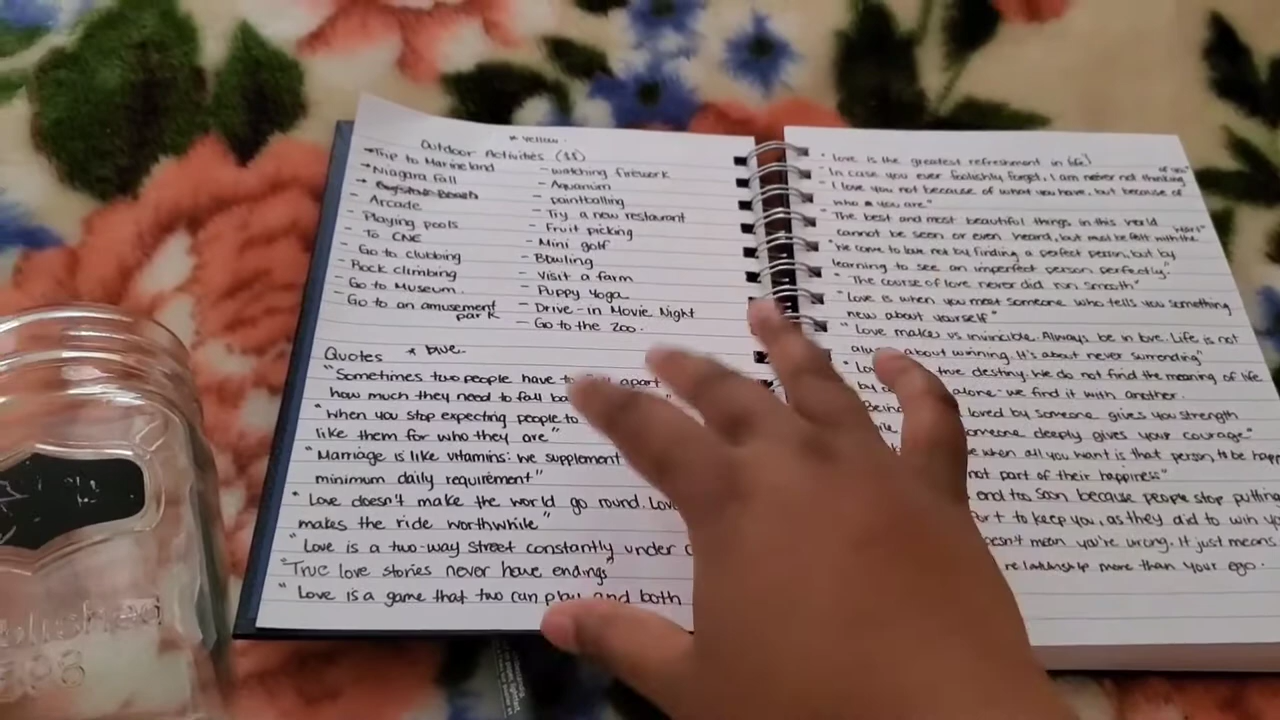 * Yellow.
Outdoor Activities ($$)
* Trip to Marineland
* Niagara Fall
- Arcade
- Playing pools
- To CNE
- Go to clubbing
- Rock climbing
- Go to Museum.
- Go to an amusement
park
- watching firework
- Aquarium
- paintballing
- Try a new restaurant
- Fruit picking
- Mini golf
- Bowling
- Visit a farm
- Puppy Yoga
- Drive-in Movie Night
- Go to the Zoo.
Quotes * blue.
"Sometimes two people have to fall apart
how much they need to fall
"When you stop expecting people to
like them for who they are"
"Marriage is like vitamins: we supplement
minimum daily requirement"
" Love doesn't make the world go round. Love
makes the ride worthwhile"
"Love is a two-way street constantly under
"True love stories never have endings"
" Love is a game that two can play and both
" Love is the greatest refreshment in life]
" In case you ever foolishly forget, I am never not thinking of you"
" I love you not because of what you have, but because of
who you are"
"The best and most beautiful things in this world
cannot be seen or even heard, but must be felt with the heart"
"We come to love not by finding a perfect person, but by
learning to see an imperfect person perfectly."
" The course of love never did run smooth"
"Love is when you meet someone who tells you something
new about yourself"
" Love makes us invincible. Always be in love. Life is not
about winning. It's about never surrending"
true destiny. We do not find the meaning of life
by alone- we find it with another.
Being loved by someone gives you strength
someone deeply gives your courage"
when all you want is that person, to be happy
not part of their happiness"
end too soon because people stop putting
to keep you, as they did to win
doesn't mean you're wrong. It just means
relationship more than your ego.